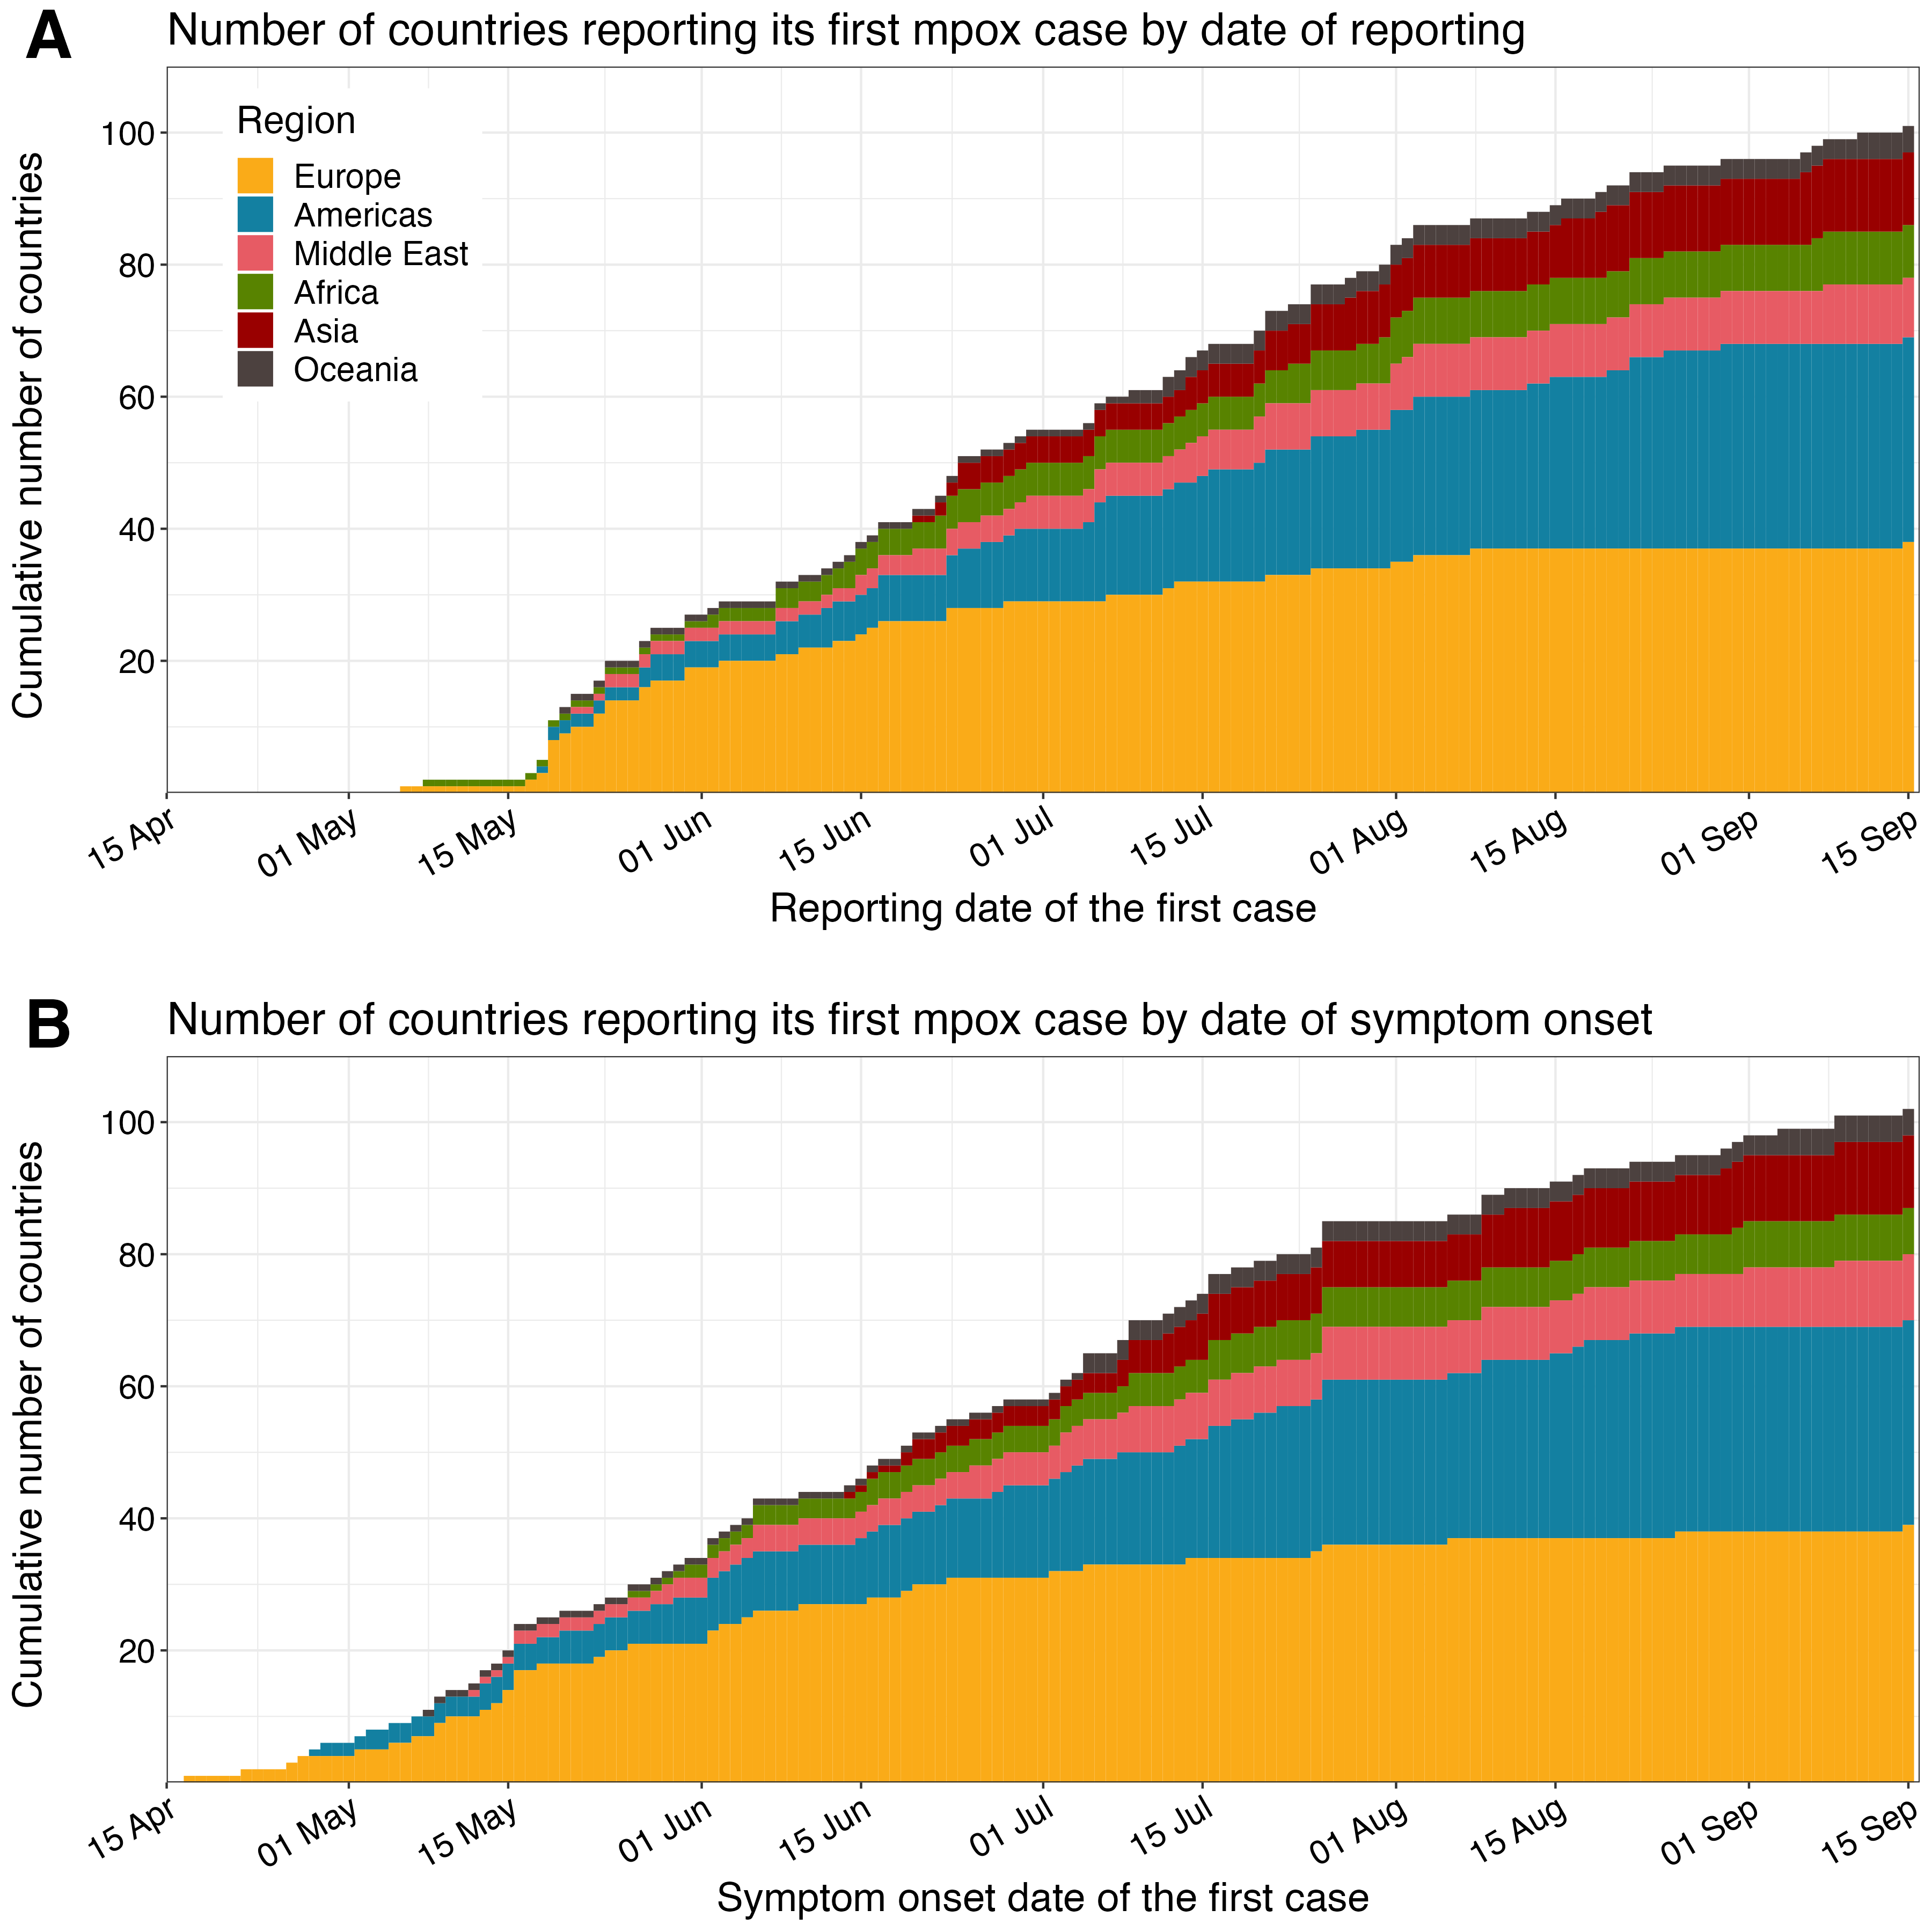 A
Number of countries reporting its first mpox case by date of reporting
Cumulative number of countries
100
80
60
40
20
Region
Europe
Americas
Middle East
Africa
Asia
Oceania
15 Apr
01 May
15 May
01 Jun
15 Jun
01 Jul
15 Jul
01 Aug
15 Aug
01 Sep
15 Sep
Reporting date of the first case
B
Number of countries reporting its first mpox case by date of symptom onset
Cumulative number of countries
100
80
60
40
20
15 Apr
01 May
15 May
01 Jun
15 Jun
01 Jul
15 Jul
01 Aug
15 Aug
01 Sep
15 Sep
Symptom onset date of the first case